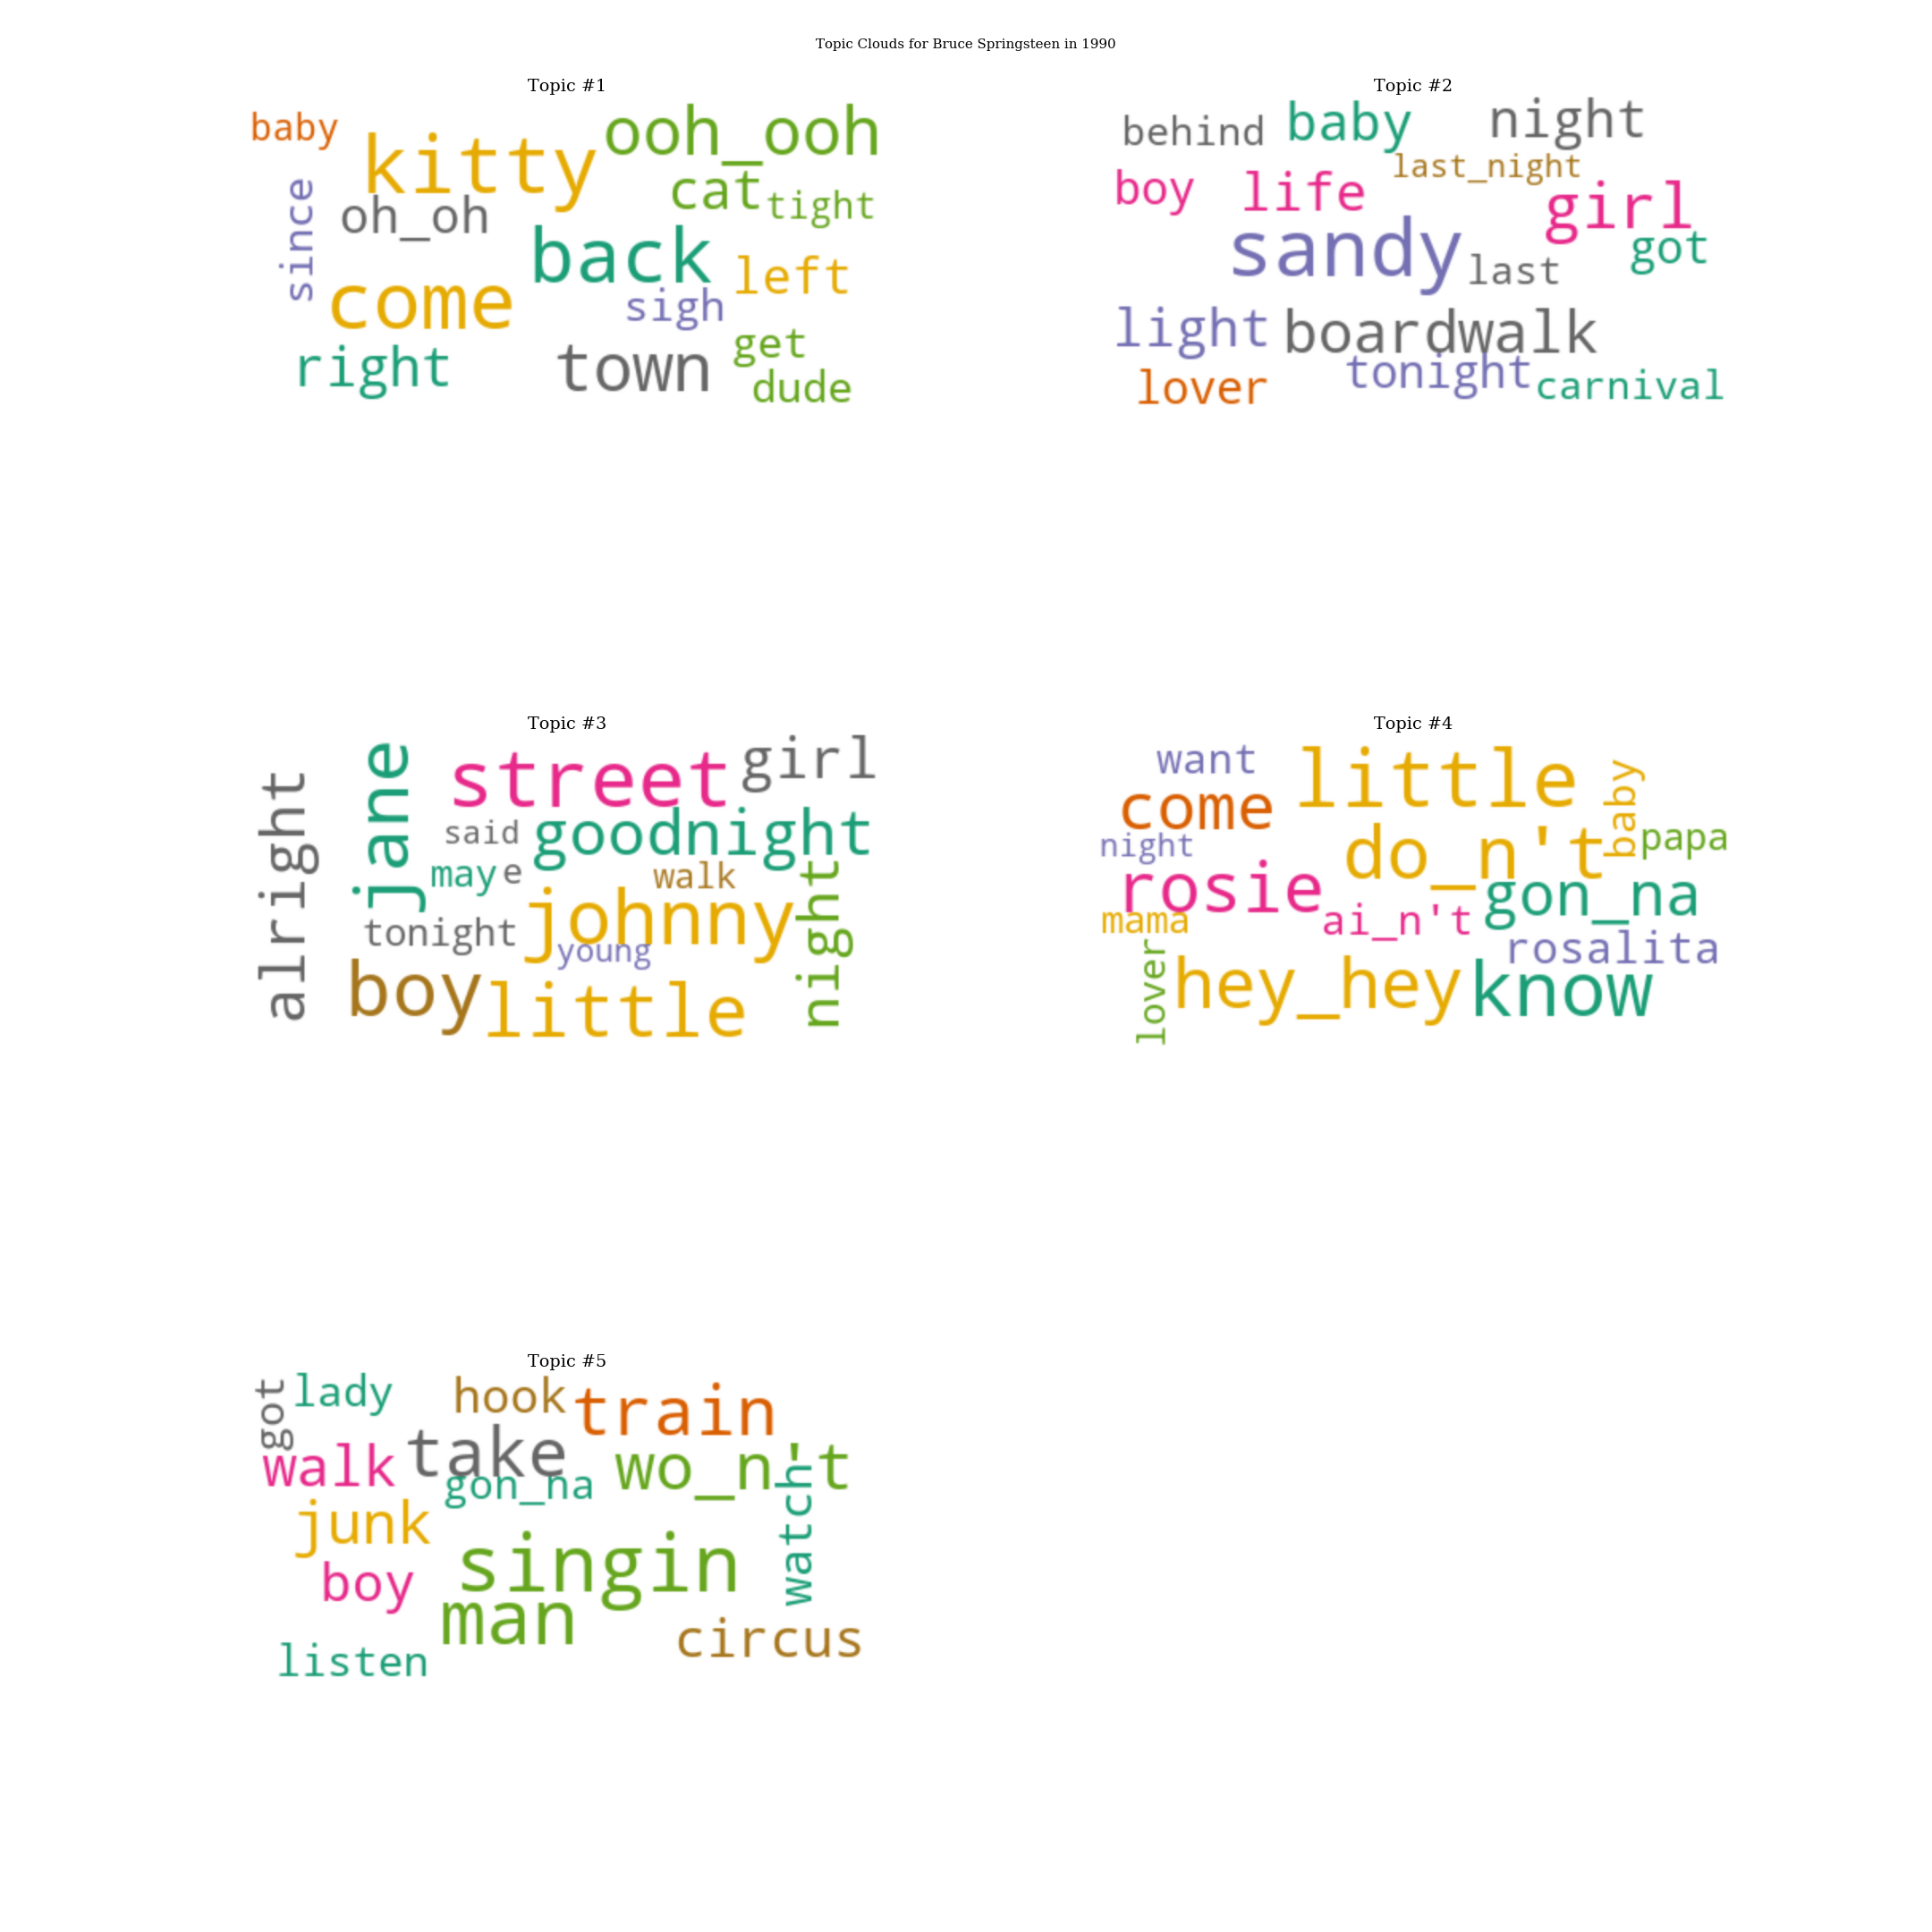 Topic Clouds for Bruce Springsteen in 1990
Topic #1
baby
kitty
ooh_ooh
since
oh_oh
cat
tight
back
come
left
sigh
right
town
get
dude
Topic #2
behind
baby
night
last_night
boy
life
girl
sandy
got
last
light
boardwalk
tonight
lover
carnival
Topic #3
alright
jane
street
girl
said
goodnight
may
e
walk
johnny
night
tonight
young
boy
little
Topic #4
want
little
baby
come
night
do_n't
papa
rosie
gon_na
mama
ai_n't
rosalita
lover
hey_hey
know
Topic #5
got
lady
hook
train
walk
take
gon_na
wo_n't
watch
junk
singin
boy
man
circus
listen